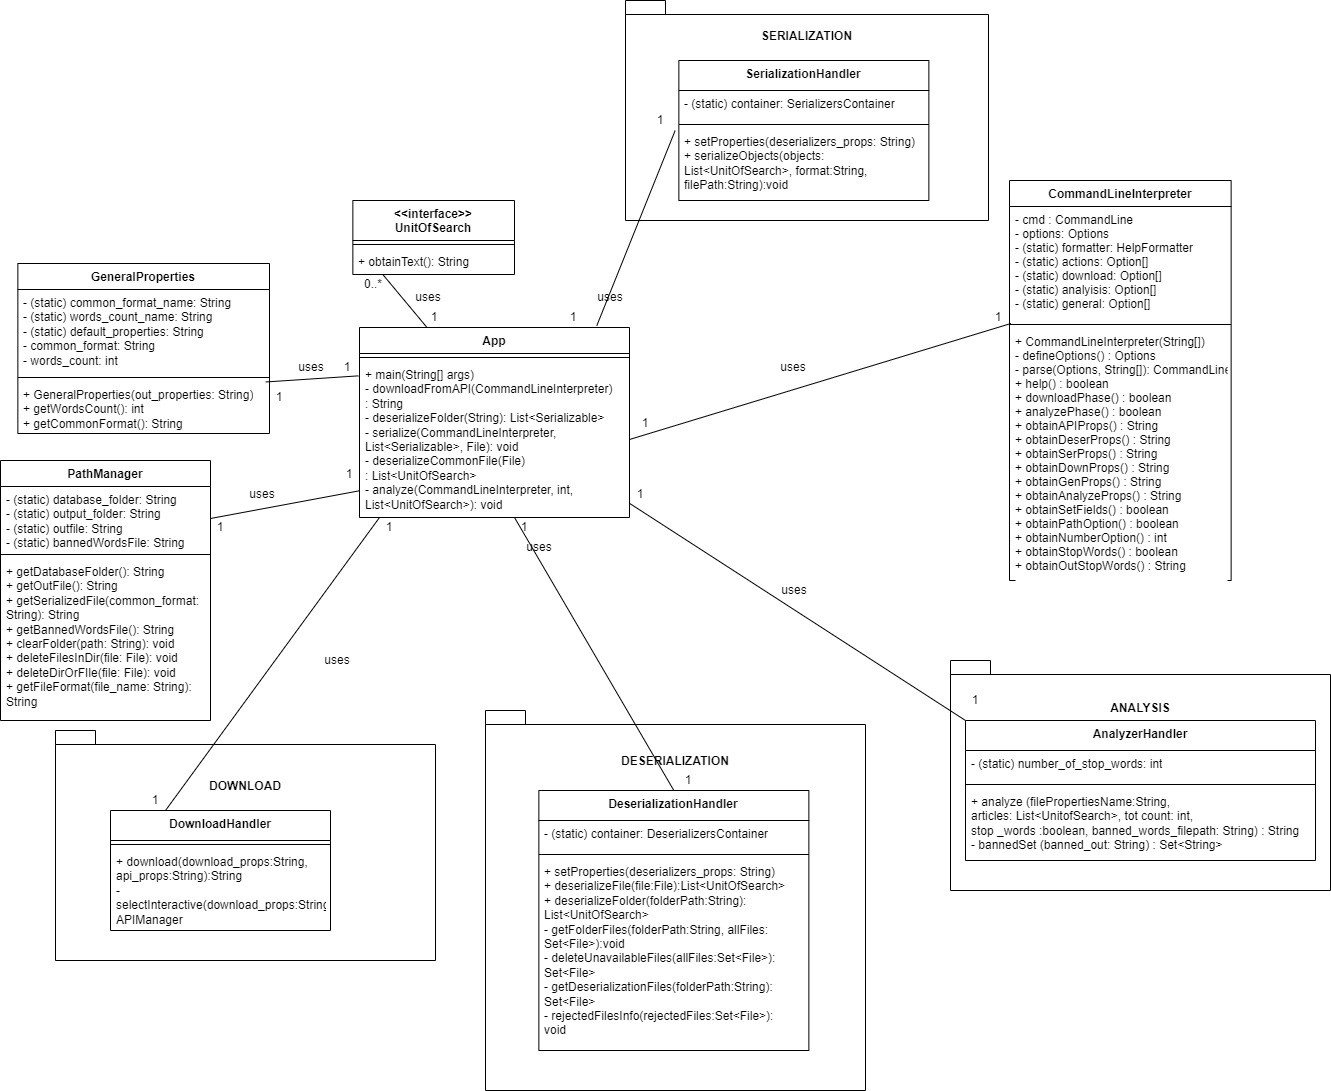 SERIALIZATION
SerializationHandler
- (static) container: SerializersContainer
+ setProperties(deserializers_props: String)
+ serializeObjects(objects:
List<UnitOfSearch>, format:String,
filePath:String):void
1
uses
1
<<interface>>
UnitOfSearch
+ obtainText(): String
0..*
uses
1
GeneralProperties
- (static) common_format_name: String
- (static) words_count_name: String
- (static) default_properties: String
- common_format: String
- words_count: int
+ GeneralProperties(out_properties: String)
+ getWordsCount(): int
+ getCommonFormat(): String
uses
1
1
App
+ main(String[] args)
- downloadFromAPI(CommandLineInterpreter)
: String
- deserializeFolder(String): List<Serializable>
- serialize(CommandLineInterpreter,
List<Serializable>, File): void
- deserializeCommonFile(File)
: List<UnitOfSearch>
- analyze(CommandLineInterpreter, int,
List<UnitOfSearch>): void
CommandLineInterpreter
- cmd : CommandLine
- options: Options
- (static) formatter: HelpFormatter
- (static) actions: Option[]
- (static) download: Option[]
- (static) analyisis: Option[]
- (static) general: Option[]
+ CommandLineInterpreter(String[])
- defineOptions() : Options
- parse(Options, String[]): CommandLine
+ help() : boolean
+ downloadPhase() : boolean
+ analyzePhase() : boolean
+ obtainAPIProps() : String
+ obtainDeserProps() : String
+ obtainSerProps() : String
+ obtainDownProps() : String
+ obtainGenProps() : String
+ obtainAnalyzeProps() : String
+ obtainSetFields() : boolean
+ obtainPathOption() : boolean
+ obtainNumberOption() : int
+ obtainStopWords() : boolean
+ obtainOutStopWords() : String
1
uses
1
PathManager
- (static) database_folder: String
- (static) output_folder: String
- (static) outfile: String
- (static) bannedWordsFile: String
+ getDatabaseFolder(): String
+ getOutFile(): String
+ getSerializedFile(common_format:
String): String
+ getBannedWordsFile(): String
+ clearFolder(path: String): void
+ deleteFilesInDir(file: File): void
+ deleteDirOrFIle(file: File): void
+ getFileFormat(file_name: String):
String
1
uses
1
1
uses
1
1
uses
1
1
uses
1
DOWNLOAD
DownloadHandler
+ download(download_props:String,
api_props:String):String
-
selectInteractive(download_props:String
APIManager
DESERIALIZATION
DeserializationHandler
- (static) container: DeserializersContainer
+ setProperties(deserializers_props: String)
+ deserializeFile(file:File):List<UnitOfSearch>
+ deserializeFolder(folderPath:String):
List<UnitOfSearch>
- getFolderFiles(folderPath:String, allFiles:
Set<File>):void
- deleteUnavailableFiles(allFiles:Set<File>):
Set<File>
- getDeserializationFiles(folderPath:String):
Set<File>
- rejectedFilesInfo(rejectedFiles:Set<File>):
void
ANALYSIS
AnalyzerHandler
- (static) number_of_stop_words: int
+ analyze (filePropertiesName:String,
articles: List<UnitofSearch>, tot count: int,
stop _words :boolean, banned_words_filepath: String) : String
- bannedSet (banned_out: String) : Set<String>